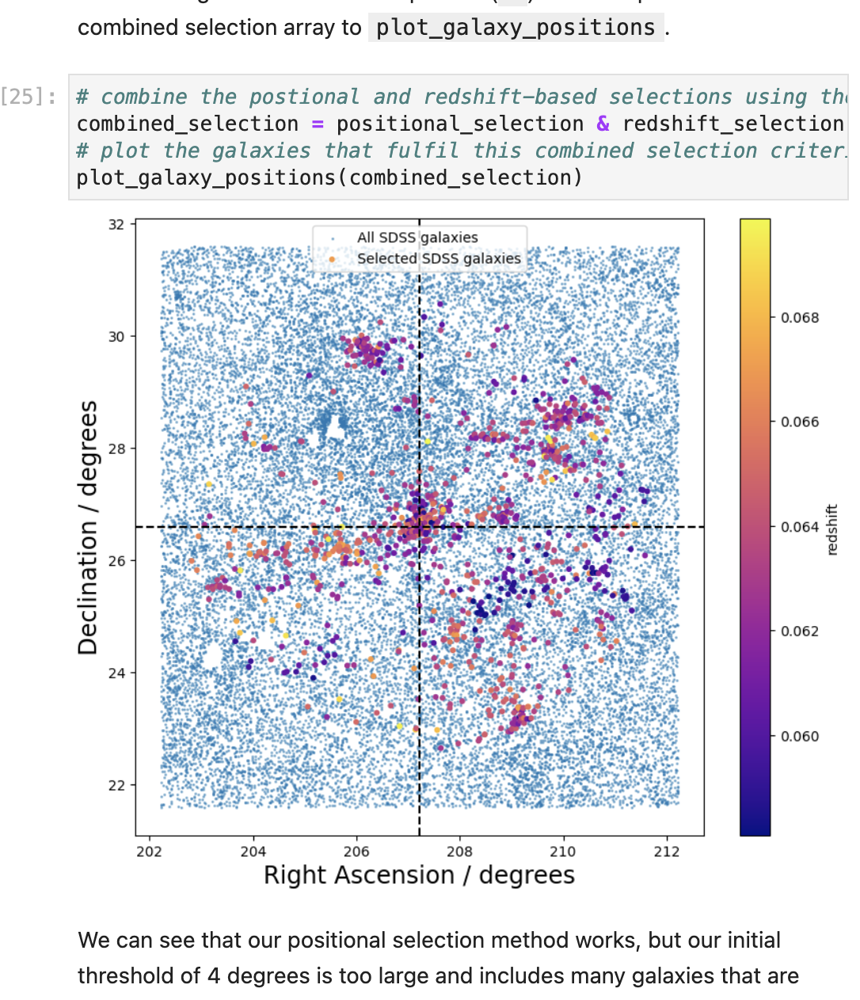 combined selection array to plot_galaxy_positions .
[25]:
# combine the postional and redshift-based selections using the
combined_selection = positional_selection & redshift_selection
# plot the galaxies that fulfil this combined selection criter
plot_galaxy_positions(combined_selection)
All SDSS galaxies
Selected SDSS galaxies
32
30
28
26
24
22
Declination / degrees
202 204 206 208 210 212
Right Ascension / degrees
0.068
0.066
0.064
0.062
0.060
redshift
We can see that our positional selection method works, but our initial
threshold of 4 degrees is too large and includes many galaxies that are